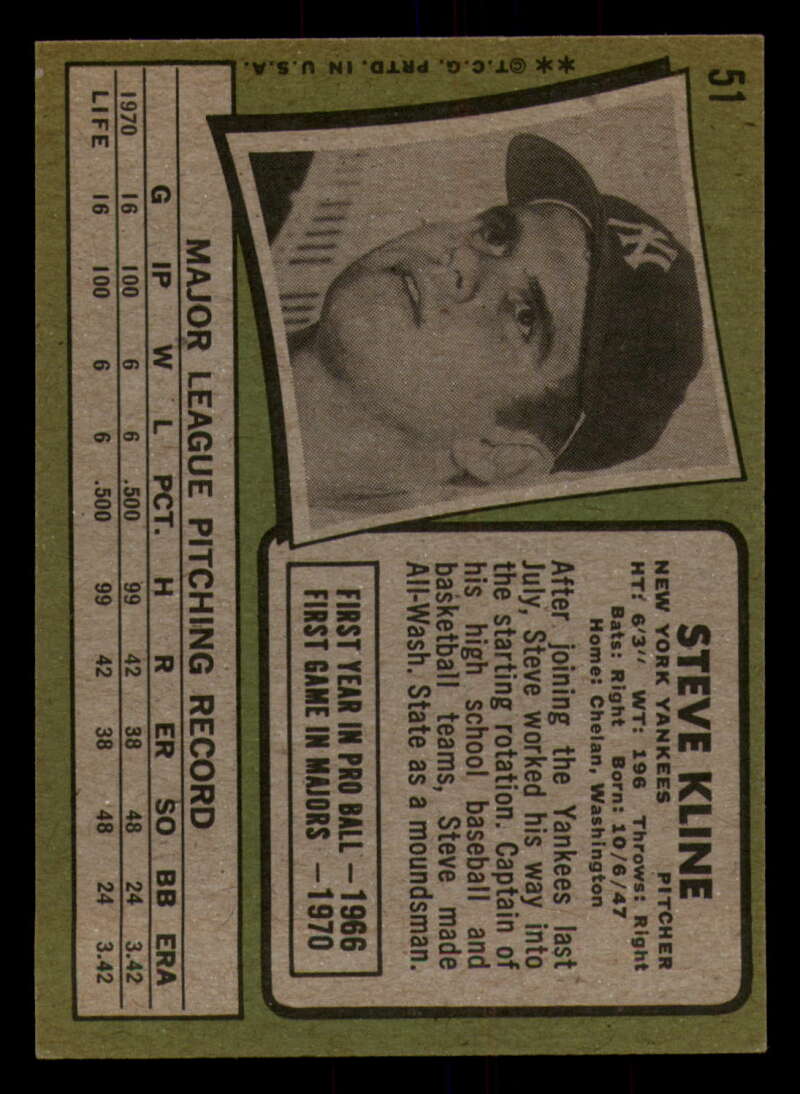 51
** ©T.C.G. PRTD. IN U.S.A.
NY
STEVE KLINE
NEW YORK YANKEES PITCHER
HT: 6'3" WT: 196 Throws: Right
Bats: Right Born: 10/6/47
Home: Chelan, Washington
After joining the Yankees last
July, Steve worked his way into
the starting rotation. Captain of
his high school baseball and
basketball teams, Steve made
All-Wash. State as a moundsman.
FIRST YEAR IN PRO BALL — 1966
FIRST GAME IN MAJORS — 1970
MAJOR LEAGUE PITCHING RECORD
G IP W L PCT. H R ER SO BB ERA
1970 16 100 6 6 .500 99 42 38 48 24 3.42
LIFE 16 100 6 6 .500 99 42 38 48 24 3.42